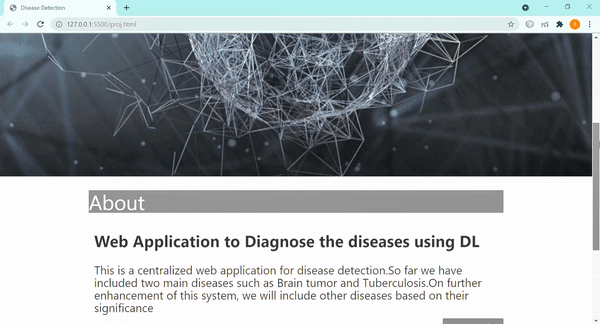 Disease Detection
127.0.0.1:5500/proj.html
About
Web Application to Diagnose the diseases using DL
This is a centralized web application for disease detection.So far we have
included two main diseases such as Brain tumor and Tuberculosis.On further
enhancement of this system, we will include other diseases based on their
significance